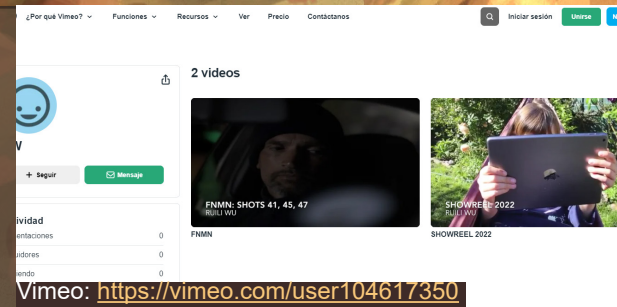 ¿Por qué Vimeo? Funciones Recursos Ver Precio Contáctanos Iniciar sesión Unirse
2 videos
W
+ Seguir Mensaje
FNMN: SHOTS 41, 45, 47
RUILI WU
SHOWREEL 2022
RUILI WU
FNMN
SHOWREEL 2022
ividad
entaciones 0
uidores 0
iendo 0
Vimeo: https://vimeo.com/user104617350